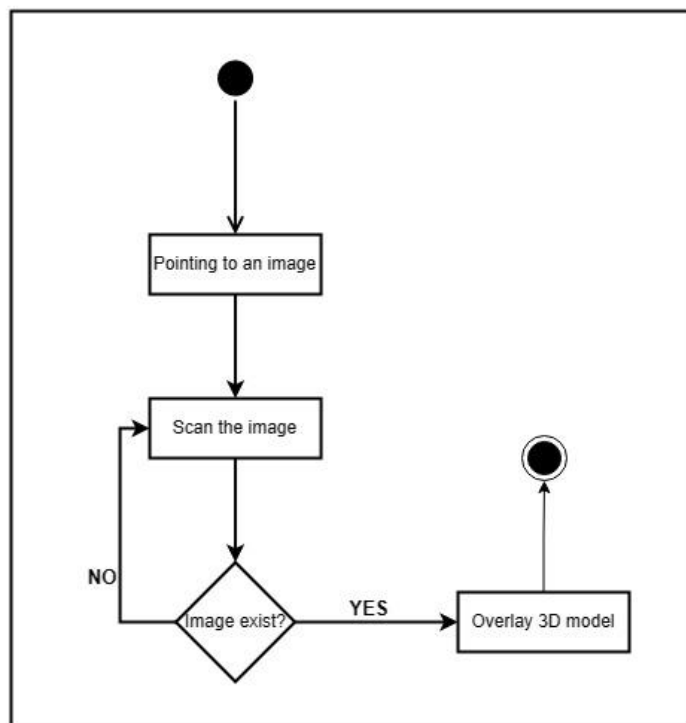 Pointing to an image
Scan the image
NO
Image exist?
YES
Overlay 3D model